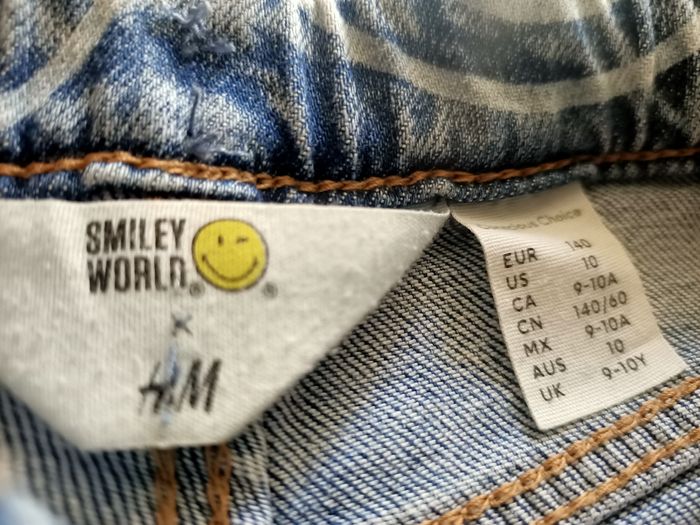 SMILEY
WORLD®
®
×
H&M
Choice
EUR 140
US 10
CA 9-10A
CN 140/60
MX 9-10A
AUS 10
UK 9-10Y